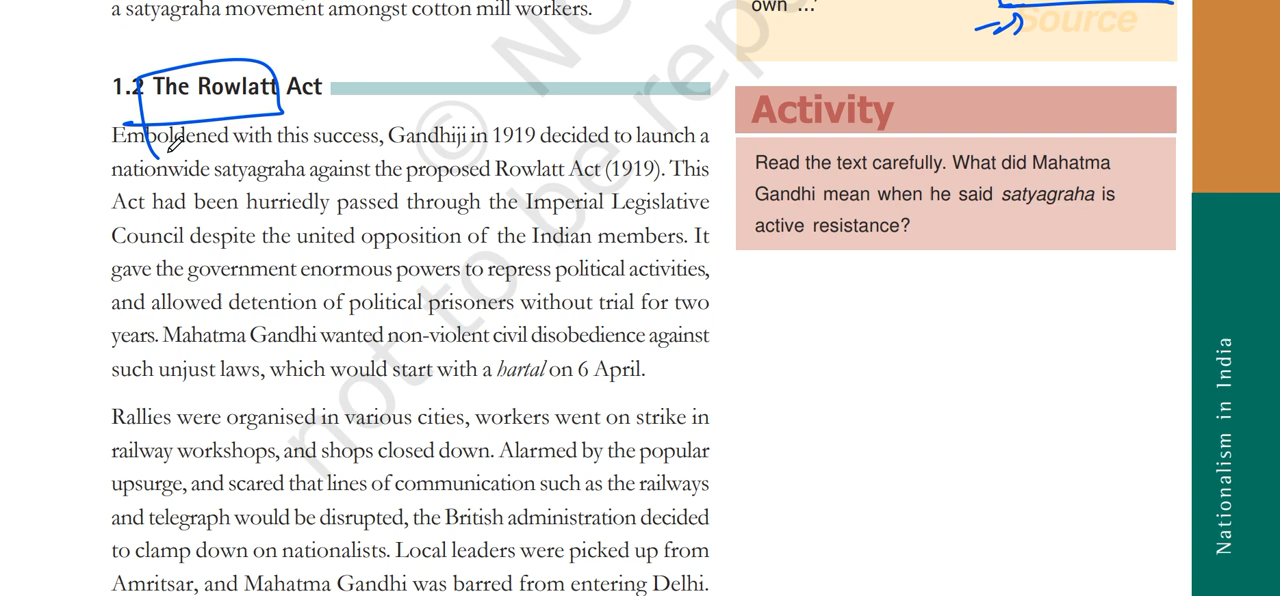 a satyagraha movement amongst cotton mill workers.
1.2 The Rowlatt Act
Emboldened with this success, Gandhiji in 1919 decided to launch a
nationwide satyagraha against the proposed Rowlatt Act (1919). This
Act had been hurriedly passed through the Imperial Legislative
Council despite the united opposition of the Indian members. It
gave the government enormous powers to repress political activities,
and allowed detention of political prisoners without trial for two
years. Mahatma Gandhi wanted non-violent civil disobedience against
such unjust laws, which would start with a hartal on 6 April.
Rallies were organised in various cities, workers went on strike in
railway workshops, and shops closed down. Alarmed by the popular
upsurge, and scared that lines of communication such as the railways
and telegraph would be disrupted, the British administration decided
to clamp down on nationalists. Local leaders were picked up from
Amritsar, and Mahatma Gandhi was barred from entering Delhi.
own ...'
Source
Activity
Read the text carefully. What did Mahatma
Gandhi mean when he said satyagraha is
active resistance?
Nationalism in India
© NC
not to be rep